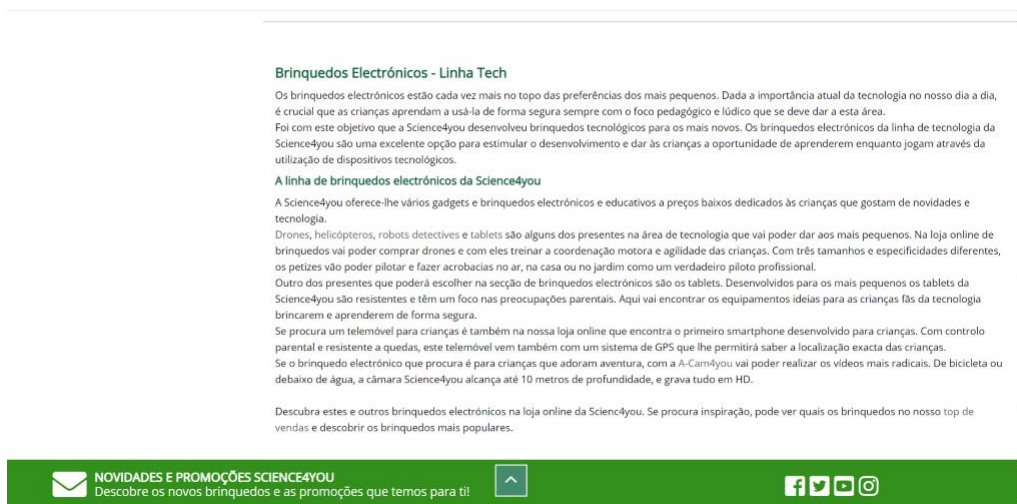 Brinquedos Electrónicos - Linha Tech
Os brinquedos electrónicos estão cada vez mais no topo das preferências dos mais pequenos. Dada a importância atual da tecnologia no nosso dia a dia,
é crucial que as crianças aprendam a usá-la de forma segura sempre com o foco pedagógico e lúdico que se deve dar a esta área.
Foi com este objetivo que a Science4you desenvolveu brinquedos tecnológicos para os mais novos. Os brinquedos electrónicos da linha de tecnologia da
Science4you são uma excelente opção para estimular o desenvolvimento e dar às crianças a oportunidade de aprenderem enquanto jogam através da
utilização de dispositivos tecnológicos.
A linha de brinquedos electrónicos da Science4you
A Science4you oferece-lhe vários gadgets e brinquedos electrónicos e educativos a preços baixos dedicados às crianças que gostam de novidades e
tecnologia.
Drones, helicópteros, robots detectives e tablets são alguns dos presentes na área de tecnologia que vai poder dar aos mais pequenos. Na loja online de
brinquedos vai poder comprar drones e com eles treinar a coordenação motora e agilidade das crianças. Com três tamanhos e especificidades diferentes,
os petizes vão poder pilotar e fazer acrobacias no ar, na casa ou no jardim como um verdadeiro piloto profissional.
Outro dos presentes que poderá escolher na secção de brinquedos electrónicos são os tablets. Desenvolvidos para os mais pequenos os tablets da
Science4you são resistentes e têm um foco nas preocupações parentais. Aqui vai encontrar os equipamentos ideias para as crianças fãs da tecnologia
brincarem e aprenderem de forma segura.
Se procura um telemóvel para crianças é também na nossa loja online que encontra o primeiro smartphone desenvolvido para crianças. Com controlo
parental e resistente a quedas, este telemóvel vem também com um sistema de GPS que lhe permitirá saber a localização exacta das crianças.
Se o brinquedo electrónico que procura é para crianças que adoram aventura, com a A-Cam4you vai poder realizar os vídeos mais radicais. De bicicleta ou
debaixo de água, a câmara Science4you alcança até 10 metros de profundidade, e grava tudo em HD.
Descubra estes e outros brinquedos electrónicos na loja online da Scienc4you. Se procura inspiração, pode ver quais os brinquedos no nosso top de
vendas e descobrir os brinquedos mais populares.
NOVIDADES E PROMOÇÕES SCIENCE4YOU
Descobre os novos brinquedos e as promoções que temos para ti!